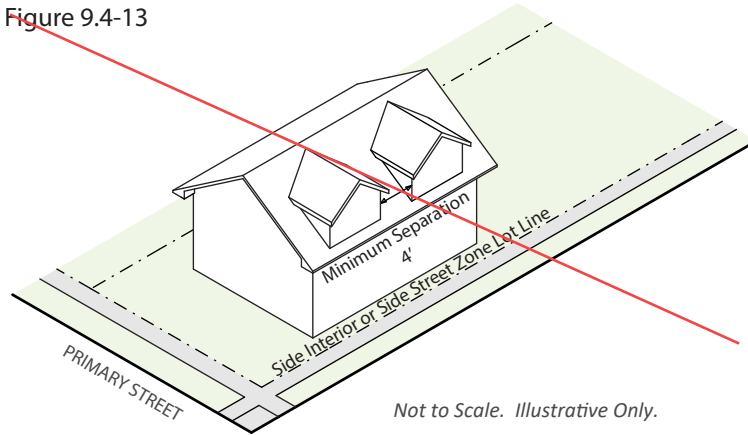 Figure 9.4-13
Minimum Separation
4'
Side Interior or Side Street Zone Lot Line
PRIMARY STREET
Not to Scale. Illustrative Only.